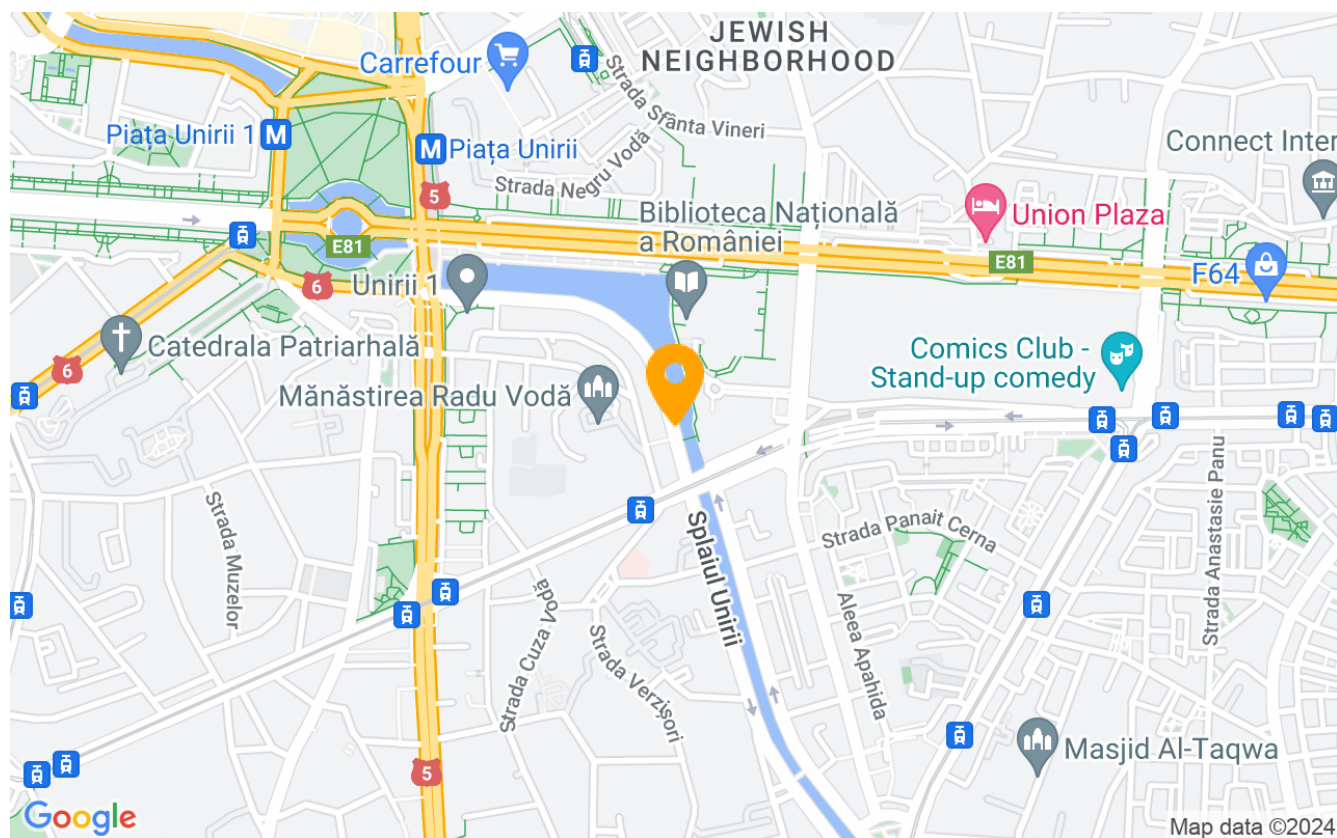 JEWISH
NEIGHBORHOOD
Carrefour
Strada Sfânta Vineri
Piața Unirii 1
M
M
Piața Unirii
Connect Inter
Strada Negru Vodă
5
Biblioteca Națională
a României
Union Plaza
E81
E81
F64
6
Unirii 1
Catedrala Patriarhală
6
Comics Club -
Stand-up comedy
Mănăstirea Radu Vodă
Strada Muzelor
Splaiul Unirii
Strada Panait Cerna
Strada Anastasie Panu
Strada Cuza Vodă
Strada Verzișori
Aleea Apahida
Masjid Al-Taqwa
5
Google
Map data ©2024